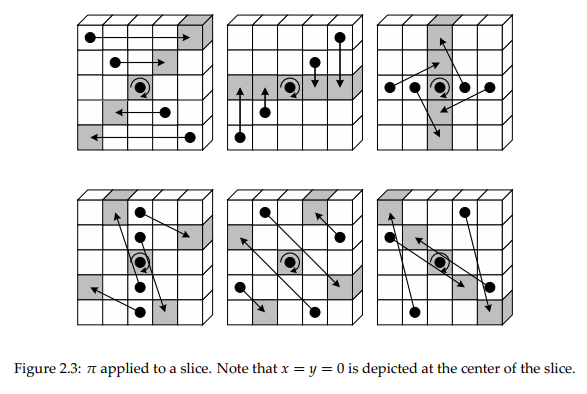 Figure 2.3: π applied to a slice. Note that x = y = 0 is depicted at the center of the slice.